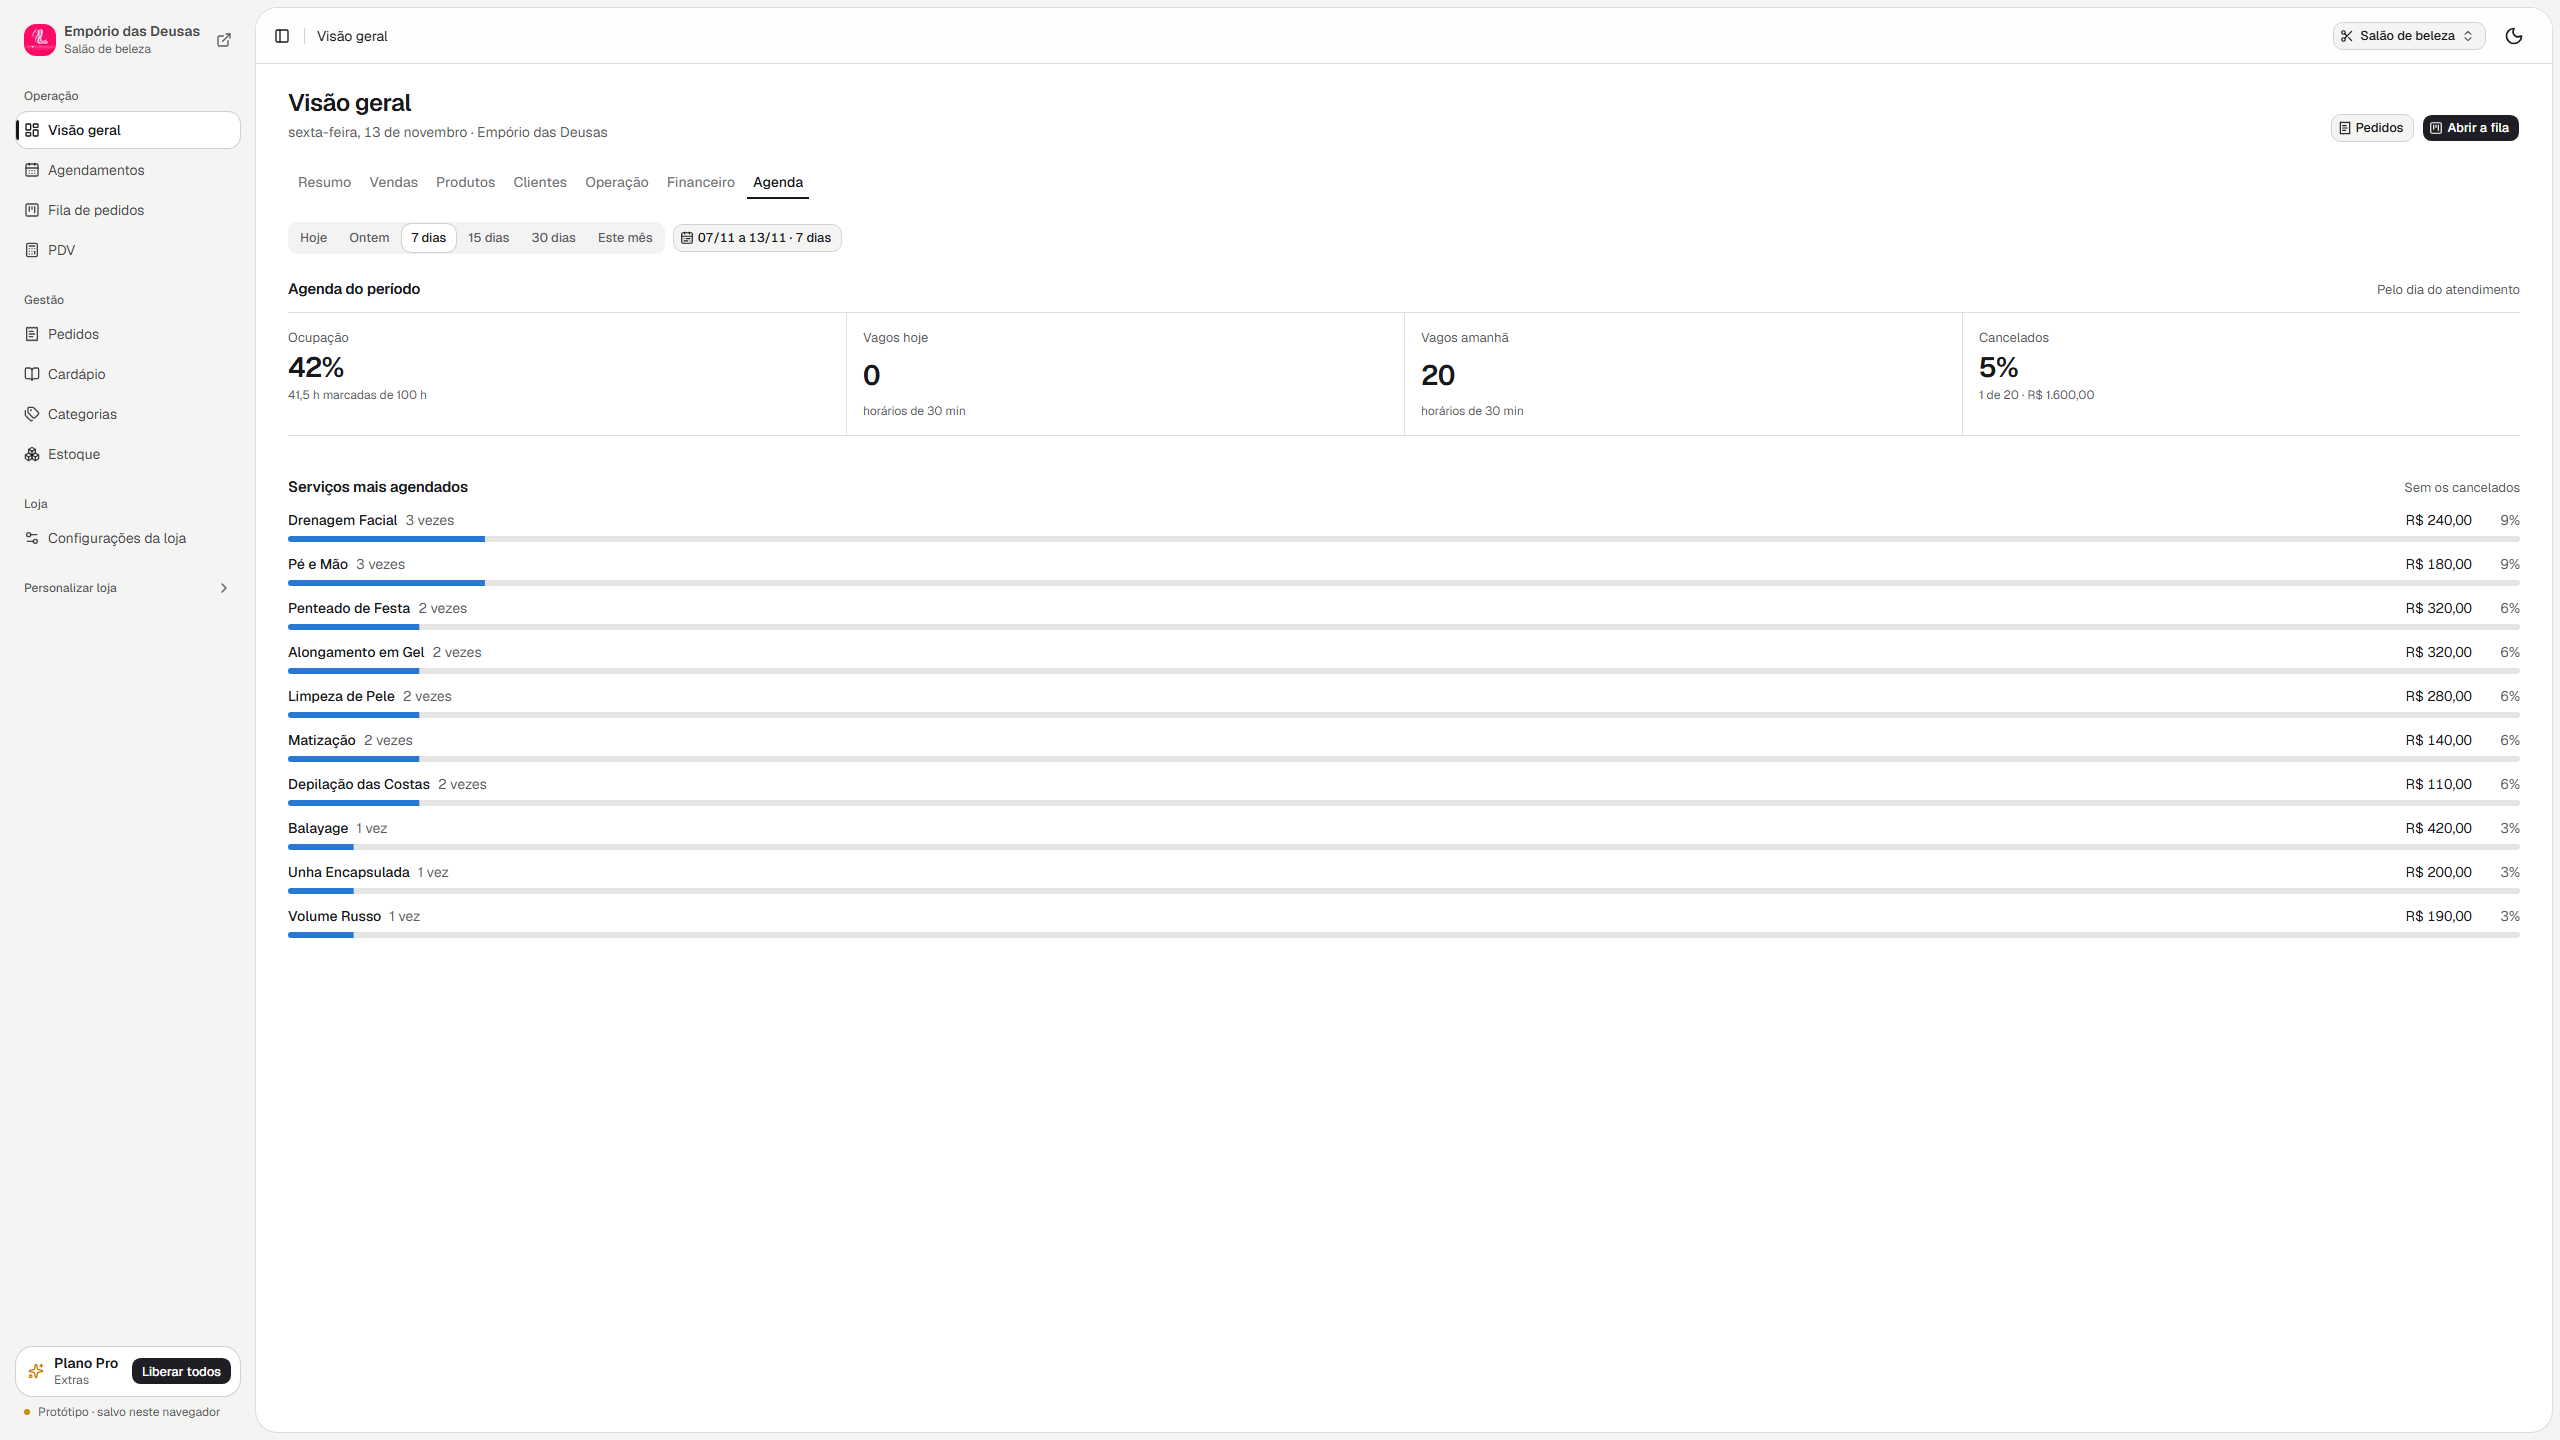 Empório das Deusas
Salão de beleza
Operação
Visão geral
Agendamentos
Fila de pedidos
PDV
Gestão
Pedidos
Cardápio
Categorias
Estoque
Loja
Configurações da loja
Personalizar loja
Plano Pro
Extras
Liberar todos
Protótipo · salvo neste navegador
Visão geral
Salão de beleza
Visão geral
sexta-feira, 13 de novembro · Empório das Deusas
Pedidos
Abrir a fila
Resumo Vendas Produtos Clientes Operação Financeiro Agenda
Hoje Ontem 7 dias 15 dias 30 dias Este mês 07/11 a 13/11 · 7 dias
Agenda do período
Pelo dia do atendimento
Ocupação
42%
41,5 h marcadas de 100 h
Vagos hoje
0
horários de 30 min
Vagos amanhã
20
horários de 30 min
Cancelados
5%
1 de 20 · R$ 1.600,00
Serviços mais agendados
Sem os cancelados
Drenagem Facial 3 vezes R$ 240,00 9%
Pé e Mão 3 vezes R$ 180,00 9%
Penteado de Festa 2 vezes R$ 320,00 6%
Alongamento em Gel 2 vezes R$ 320,00 6%
Limpeza de Pele 2 vezes R$ 280,00 6%
Matização 2 vezes R$ 140,00 6%
Depilação das Costas 2 vezes R$ 110,00 6%
Balayage 1 vez R$ 420,00 3%
Unha Encapsulada 1 vez R$ 200,00 3%
Volume Russo 1 vez R$ 190,00 3%